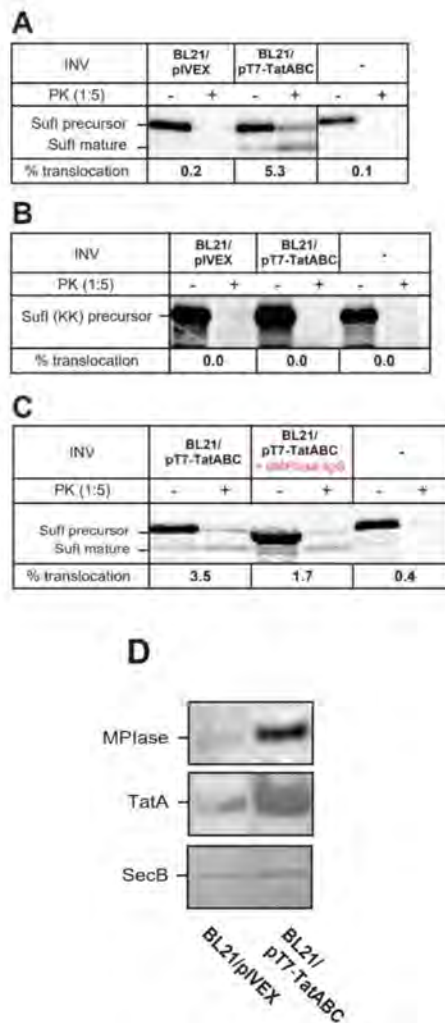 A
INV BL21/ pIVEX BL21/ pT7-TatABC -
PK (1:5) - + - + - +
SufI precursor
SufI mature
% translocation 0.2 5.3 0.1
B
INV BL21/ pIVEX BL21/ pT7-TatABC -
PK (1:5) - + - + - +
SufI (KK) precursor
% translocation 0.0 0.0 0.0
C
INV BL21/ pT7-TatABC BL21/ pT7-TatABC + -
PK (1:5) - + - + - +
SufI precursor
SufI mature
% translocation 3.5 1.7 0.4
D
MPIase
TatA
SecB
BL21/pIVEX
BL21/
pT7-TatABC